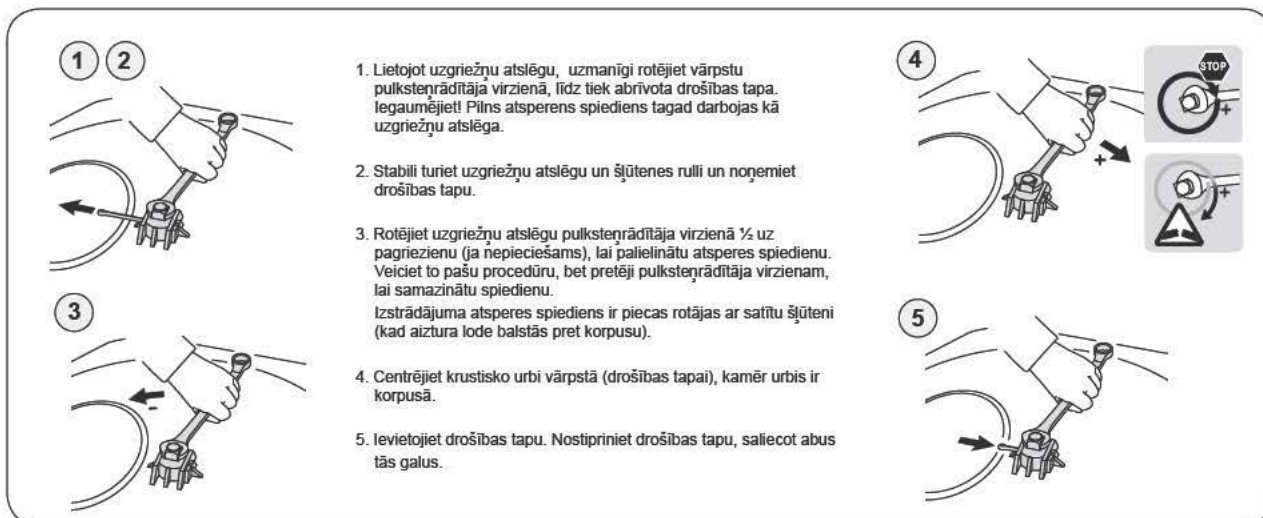 1 2
1. Lietojot uzgriežņu atslēgu, uzmanīgi rotējiet vārpstu
pulksteņrādītāja virzienā, līdz tiek abrīvota drošības tapa.
Iegaumējiet! Pilns atsperens spiediens tagad darbojas kā
uzgriežņu atslēga.
2. Stabili turiet uzgriežņu atslēgu un šļūtenes rulli un noņemiet
drošības tapu.
3. Rotējiet uzgriežņu atslēgu pulksteņrādītāja virzienā ½ uz
pagriezienu (ja nepieciešams), lai palielinātu atsperes spiedienu.
Veiciet to pašu procedūru, bet pretēji pulksteņrādītāja virzienam,
lai samazinātu spiedienu.
Izstrādājuma atsperes spiediens ir piecas rotājas ar satītu šļūteni
(kad aiztura lode balstās pret korpusu).
4. Centrējiet krustisko urbi vārpstā (drošības tapai), kamēr urbis ir
korpusā.
5. Ievietojiet drošības tapu. Nostipriniet drošības tapu, saliecot abus
tās galus.
3
-
4
+
STOP
+
+
5